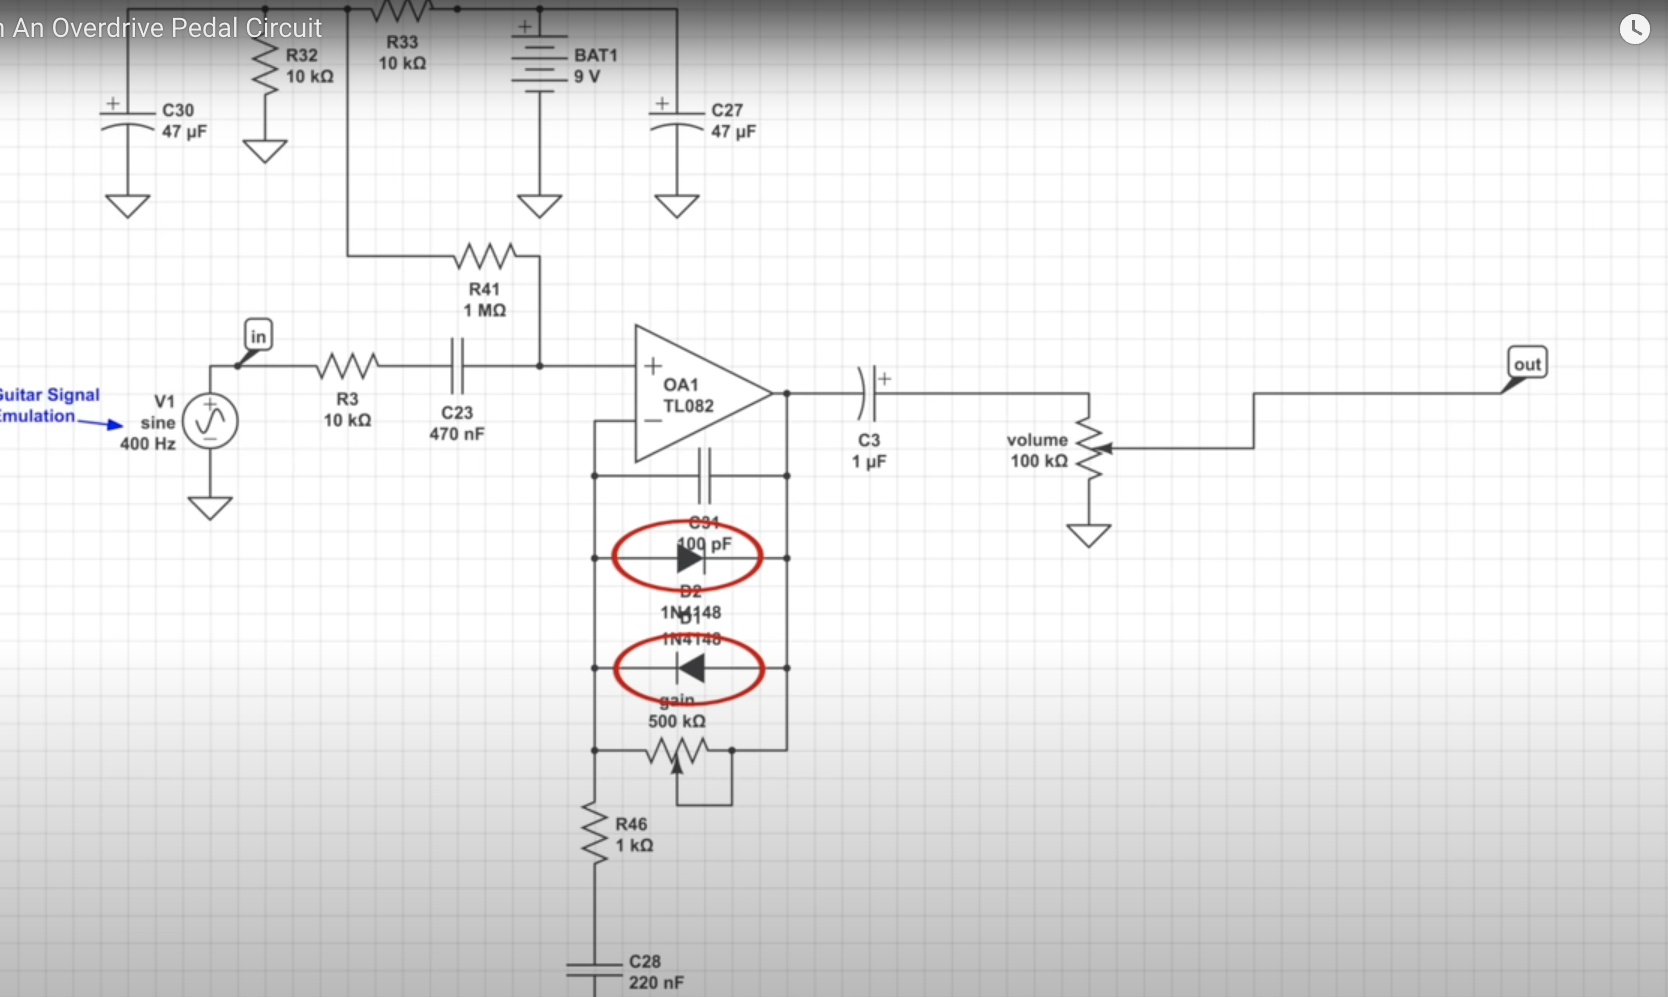 An Overdrive Pedal Circuit
R32
10 kΩ
R33
10 kΩ
+
BAT1
9 V
+
C30
47 µF
+
C27
47 µF
R41
1 MΩ
in
Guitar Signal
Emulation
V1
sine
400 Hz
+
−
R3
10 kΩ
C23
470 nF
+
OA1
TL082
−
+
C3
1 µF
volume
100 kΩ
out
C31
100 pF
D2
1N4148
D1
1N4148
gain
500 kΩ
R46
1 kΩ
C28
220 nF